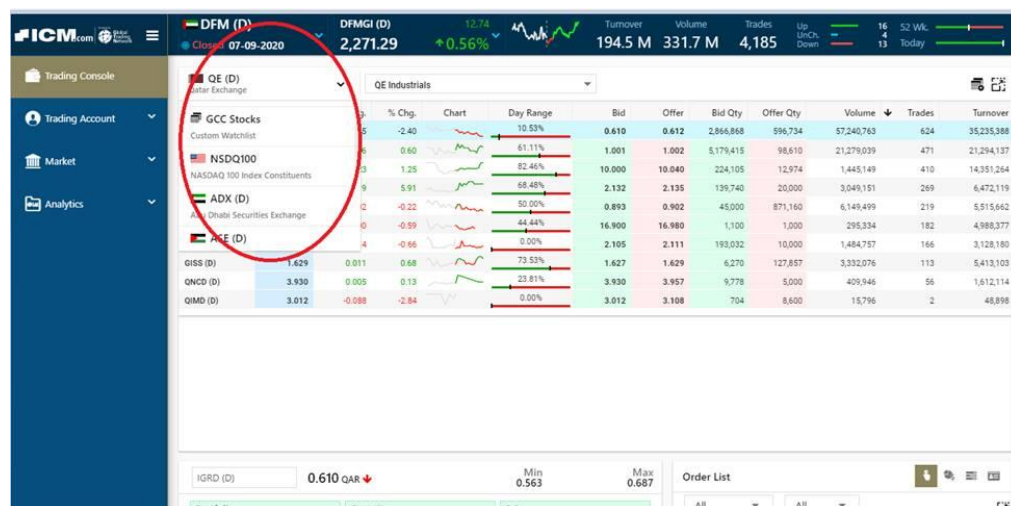 ICM.com Global Trading Network
DFM (D)
Closed 07-09-2020
DFMGI (D) 12.74
2,271.29 0.56%
Turnover Volume Trades
194.5 M 331.7 M 4,185
Up 16
UnCh. 4
Down 13
52 Wk.
Today
Trading Console
Trading Account
Market
Analytics
QE (D)
Qatar Exchange
QE Industrials
GCC Stocks
Custom Watchlist
NSDQ100
NASDAQ 100 Index Constituents
ADX (D)
Abu Dhabi Securities Exchange
ASE (D)
% Chg. Chart Day Range Bid Offer Bid Qty Offer Qty Volume Trades Turnover
5 -2.40 10.53% 0.610 0.612 2,866,868 596,734 57,240,763 624 35,235,388
6 0.60 61.11% 1.001 1.002 5,179,415 98,610 21,279,039 471 21,294,137
3 1.25 82.46% 10.000 10.040 224,105 12,974 1,445,149 410 14,351,264
9 5.91 68.48% 2.132 2.135 139,740 20,000 3,049,151 269 6,472,119
2 -0.22 50.00% 0.893 0.902 45,000 871,160 6,149,499 219 5,515,662
0 -0.59 44.44% 16.900 16.980 1,100 1,000 295,334 182 4,988,377
4 -0.66 0.00% 2.105 2.111 193,032 10,000 1,484,757 166 3,128,180
GISS (D) 1.629 0.011 0.68 73.53% 1.627 1.629 6,270 127,857 3,332,076 113 5,413,103
QNCD (D) 3.930 0.005 0.13 23.81% 3.930 3.957 9,778 5,000 409,946 56 1,612,114
QIMD (D) 3.012 -0.088 -2.84 0.00% 3.012 3.108 704 8,600 15,796 2 48,898
IGRD (D) 0.610 QAR
Min Max
0.563 0.687
Order List
All All